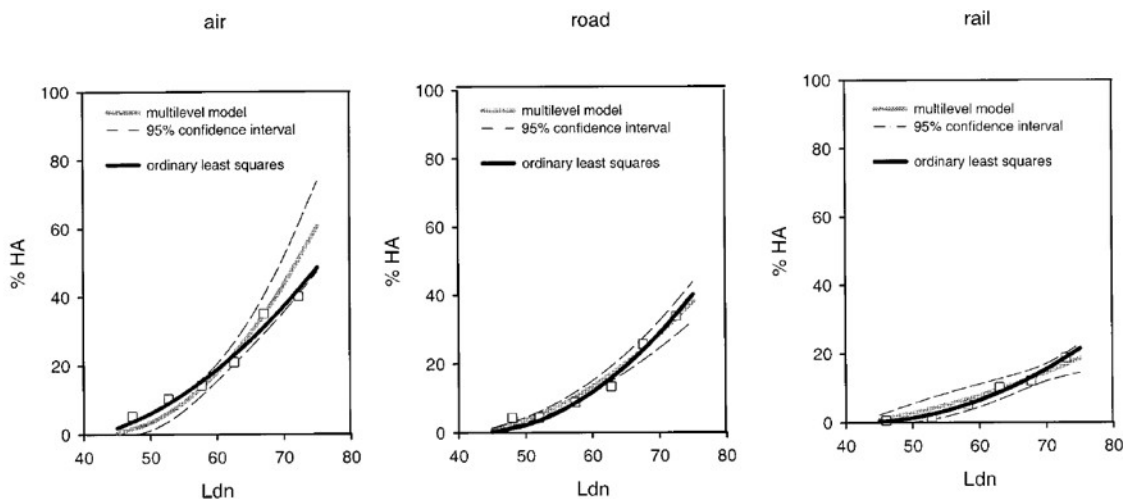 air
100
80
60
40
20
0
% HA
multilevel model
95% confidence interval
ordinary least squares
40 50 60 70 80
Ldn
road
100
80
60
40
20
0
% HA
multilevel model
95% confidence interval
ordinary least squares
40 50 60 70 80
Ldn
rail
100
80
60
40
20
0
% HA
multilevel model
95% confidence interval
ordinary least squares
40 50 60 70 80
Ldn